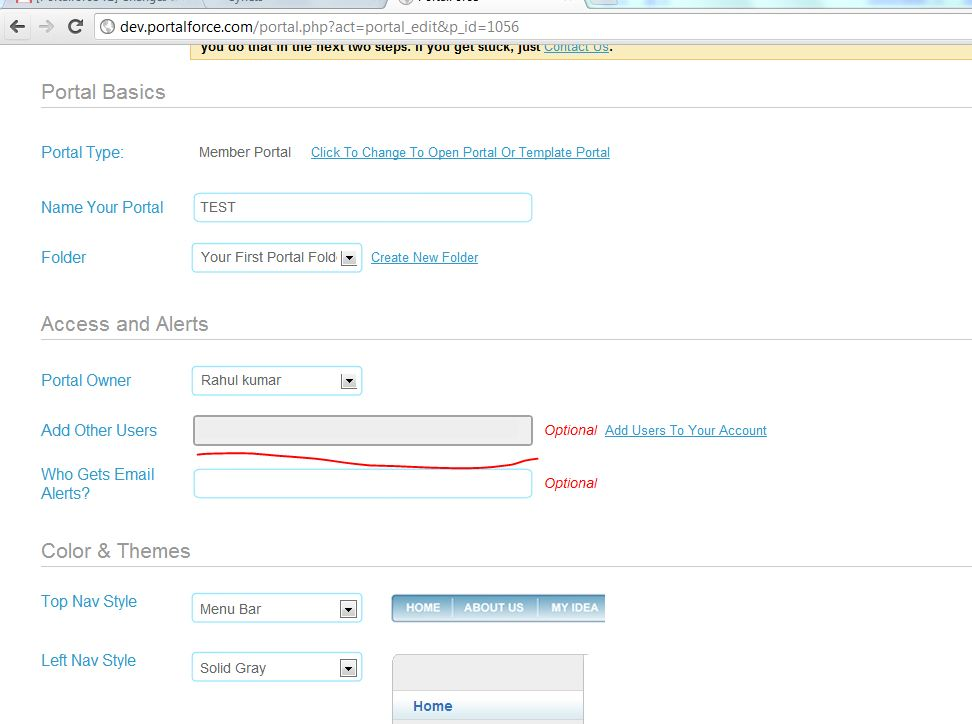 dev.portalforce.com/portal.php?act=portal_edit&p_id=1056
you do that in the next two steps. If you get stuck, just Contact Us.
Portal Basics
Portal Type: Member Portal Click To Change To Open Portal Or Template Portal
Name Your Portal TEST
Folder Your First Portal Fold Create New Folder
Access and Alerts
Portal Owner Rahul kumar
Add Other Users Optional Add Users To Your Account
Who Gets Email
Alerts? Optional
Color & Themes
Top Nav Style Menu Bar HOME ABOUT US MY IDEA
Left Nav Style Solid Gray
Home